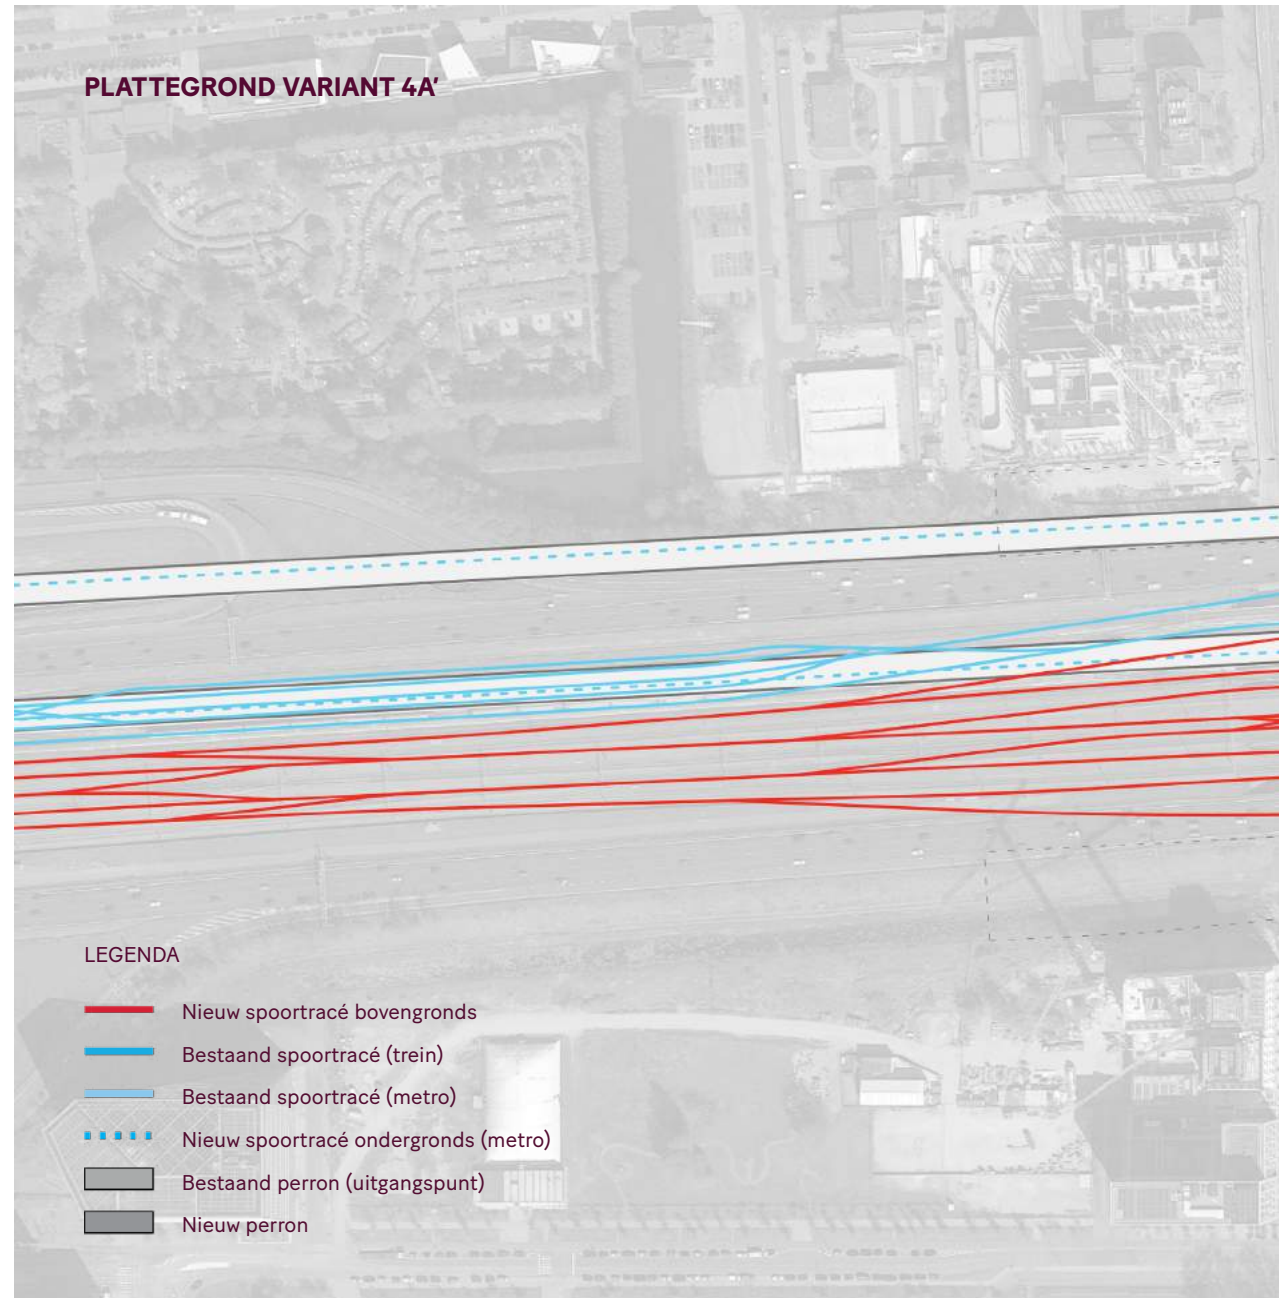 PLATTEGROND VARIANT 4A’
LEGENDA
Nieuw spoortracé bovengronds
Bestaand spoortracé (trein)
Bestaand spoortracé (metro)
Nieuw spoortracé ondergronds (metro)
Bestaand perron (uitgangspunt)
Nieuw perron